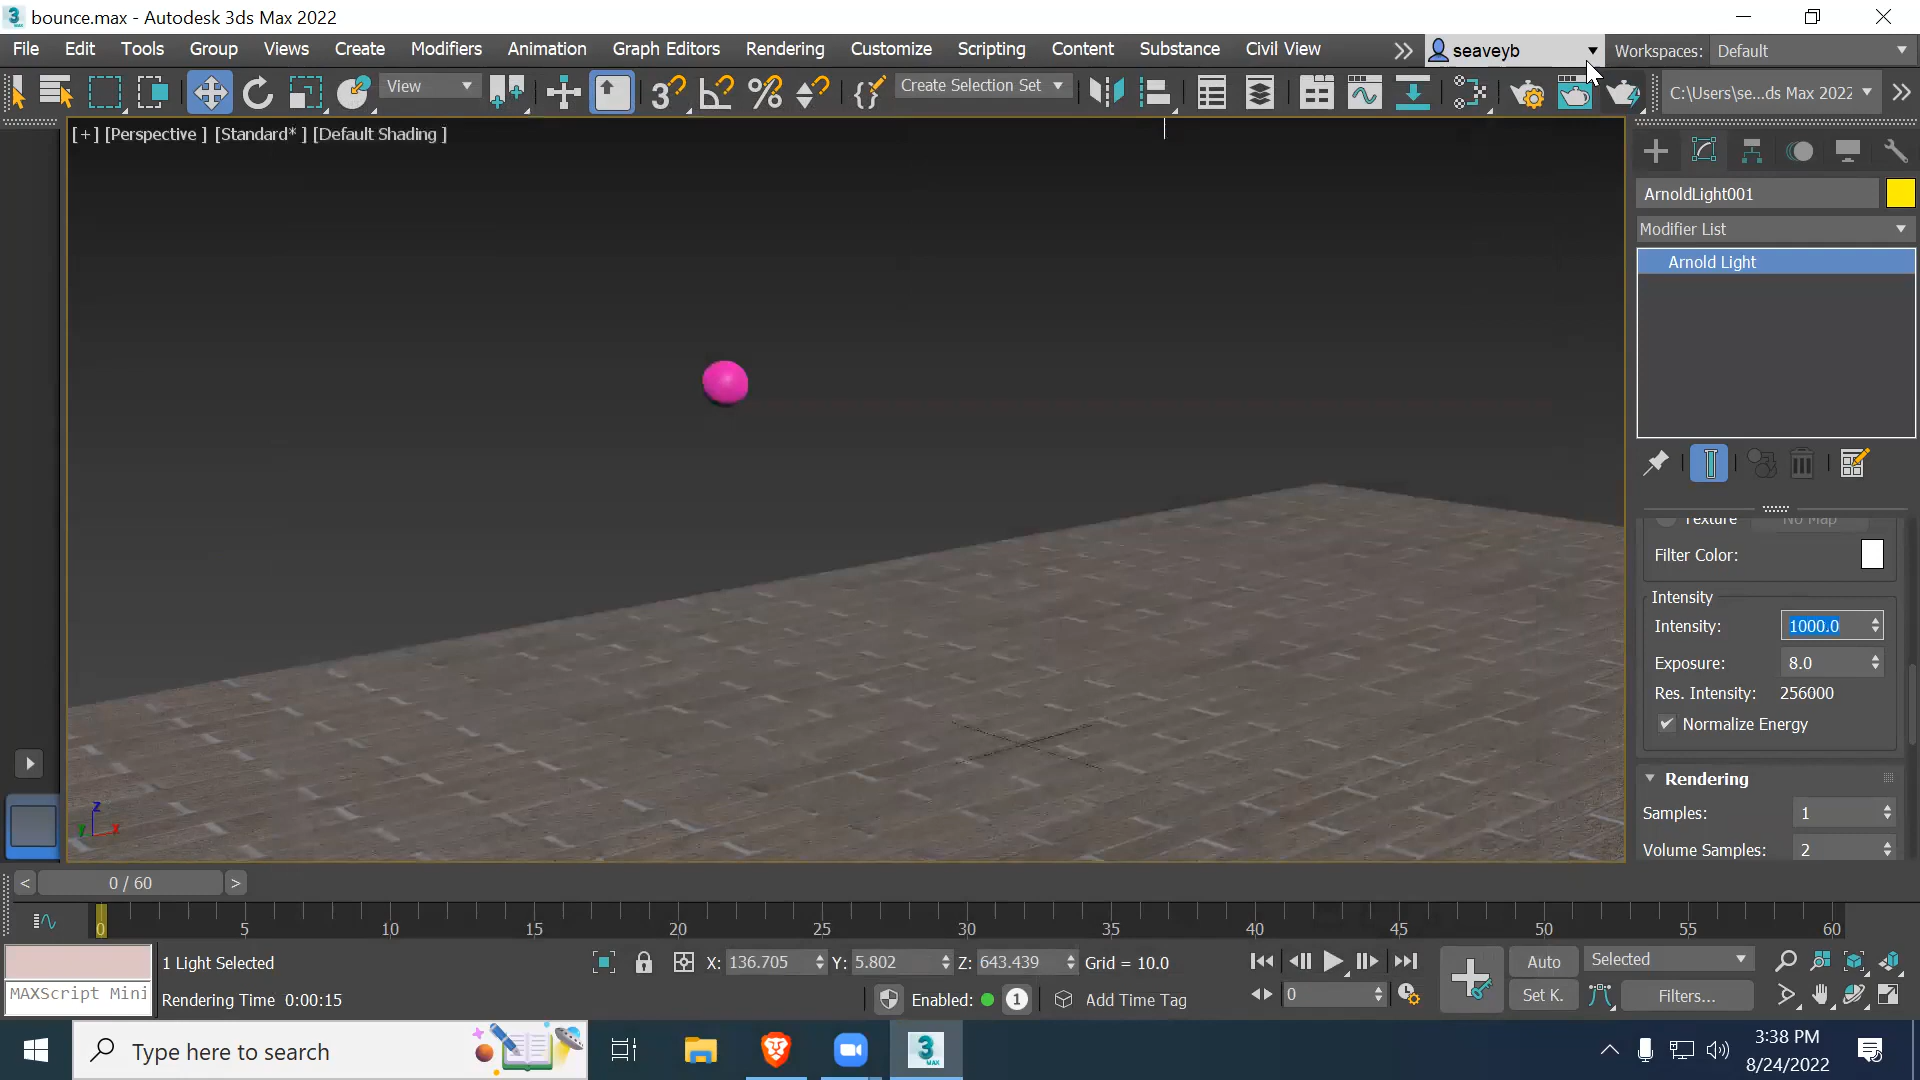 bounce.max - Autodesk 3ds Max 2022
File Edit Tools Group Views Create Modifiers Animation Graph Editors Rendering Customize Scripting Content Substance Civil View seaveyb Workspaces: Default
View Create Selection Set C:\Users\se...ds Max 2022
[+] [Perspective ] [Standard* ] [Default Shading ]
ArnoldLight001
Modifier List
Arnold Light
Texture No Map
Filter Color:
Intensity
Intensity: 1000.0
Exposure: 8.0
Res. Intensity: 256000
Normalize Energy
Rendering
Samples: 1
Volume Samples: 2
z
y x
< 0 / 60 >
0 5 10 15 20 25 30 35 40 45 50 55 60
1 Light Selected X: 136.705 Y: 5.802 Z: 643.439 Grid = 10.0 Auto Selected
MAXScript Mini Rendering Time 0:00:15 Enabled: 1 Add Time Tag 0 Set K. Filters...
Type here to search
3:38 PM
8/24/2022